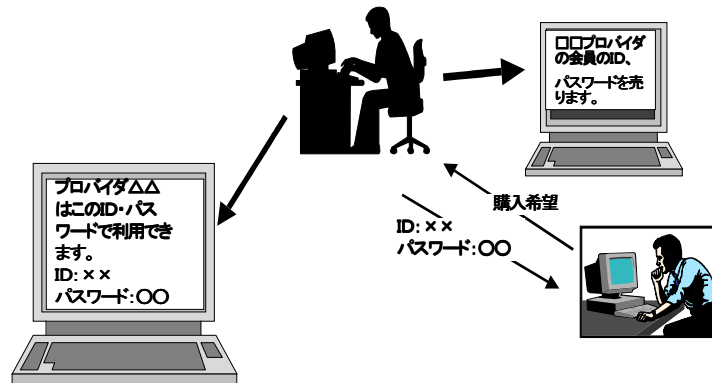 プロバイダ△△
はこのID・パス
ワードで利用でき
ます。
ID:××
パスワード:〇〇
□□プロバイダ
の会員のID、
パスワードを売
ります。
購入希望
ID:××
パスワード:〇〇